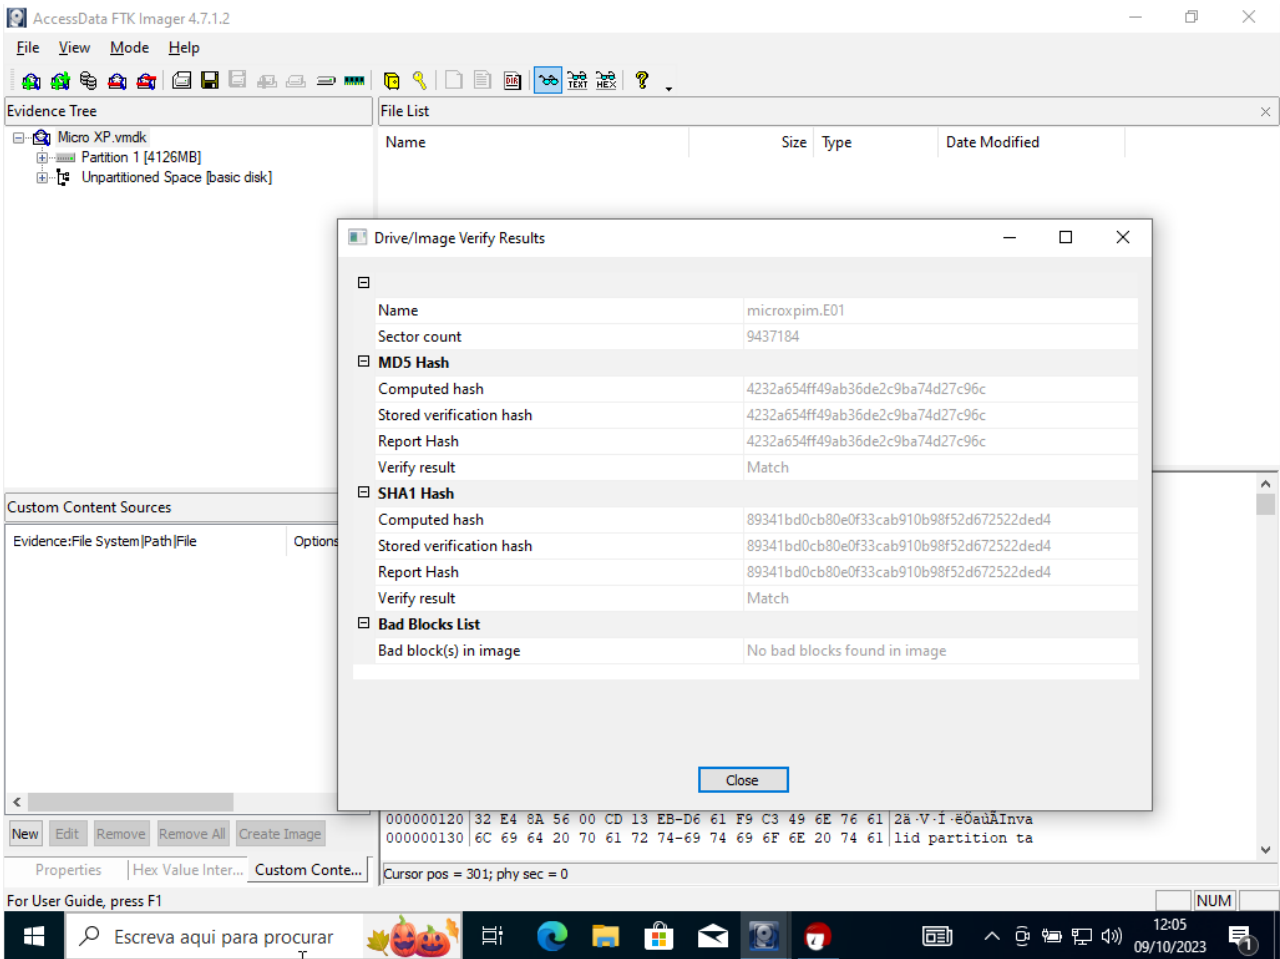 AccessData FTK Imager 4.7.1.2
File View Mode Help
Evidence Tree
File List
Micro XP.vmdk
Partition 1 [4126MB]
Unpartitioned Space [basic disk]
Name Size Type Date Modified
Drive/Image Verify Results
Name microxpim.E01
Sector count 9437184
MD5 Hash
Computed hash 4232a654ff49ab36de2c9ba74d27c96c
Stored verification hash 4232a654ff49ab36de2c9ba74d27c96c
Report Hash 4232a654ff49ab36de2c9ba74d27c96c
Verify result Match
SHA1 Hash
Computed hash 89341bd0cb80e0f33cab910b98f52d672522ded4
Stored verification hash 89341bd0cb80e0f33cab910b98f52d672522ded4
Report Hash 89341bd0cb80e0f33cab910b98f52d672522ded4
Verify result Match
Bad Blocks List
Bad block(s) in image No bad blocks found in image
Close
Custom Content Sources
Evidence:File System|Path|File Options
New Edit Remove Remove All Create Image
Properties Hex Value Inter... Custom Conte...
000000120 32 E4 8A 56 00 CD 13 EB-D6 61 F9 C3 49 6E 76 61 2ä·V·Í·ëÖaùÃInva
000000130 6C 69 64 20 70 61 72 74-69 74 69 6F 6E 20 74 61 lid partition ta
Cursor pos = 301; phy sec = 0
For User Guide, press F1
NUM
Escreva aqui para procurar
12:05
09/10/2023
1